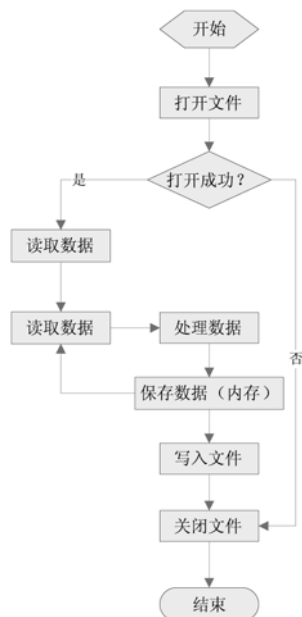 开始
打开文件
打开成功？
是
读取数据
读取数据
处理数据
否
保存数据（内存）
写入文件
关闭文件
结束